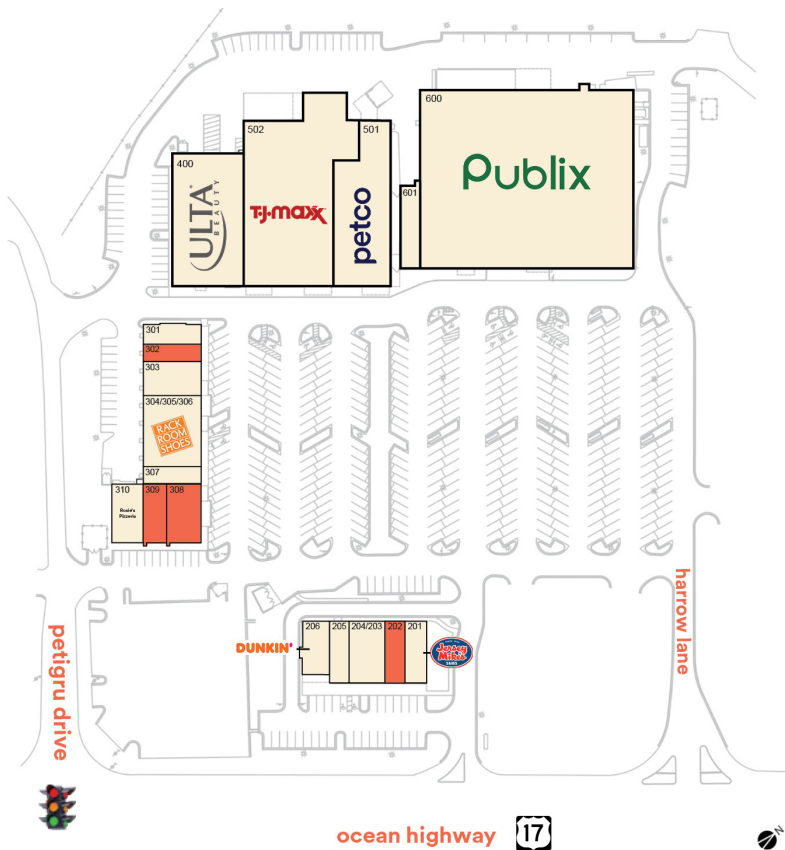 600
502
501
400
ULTA
BEAUTY
T·J·maxx
petco
601
Publix
301
302
303
304/305/306
RACK
ROOM
SHOES
307
310
309
308
Rosie's
Pizzeria
206
205
204/203
202
201
DUNKIN'
Jersey
Mike's
SUBS
harrow lane
petigru drive
ocean highway
17
N